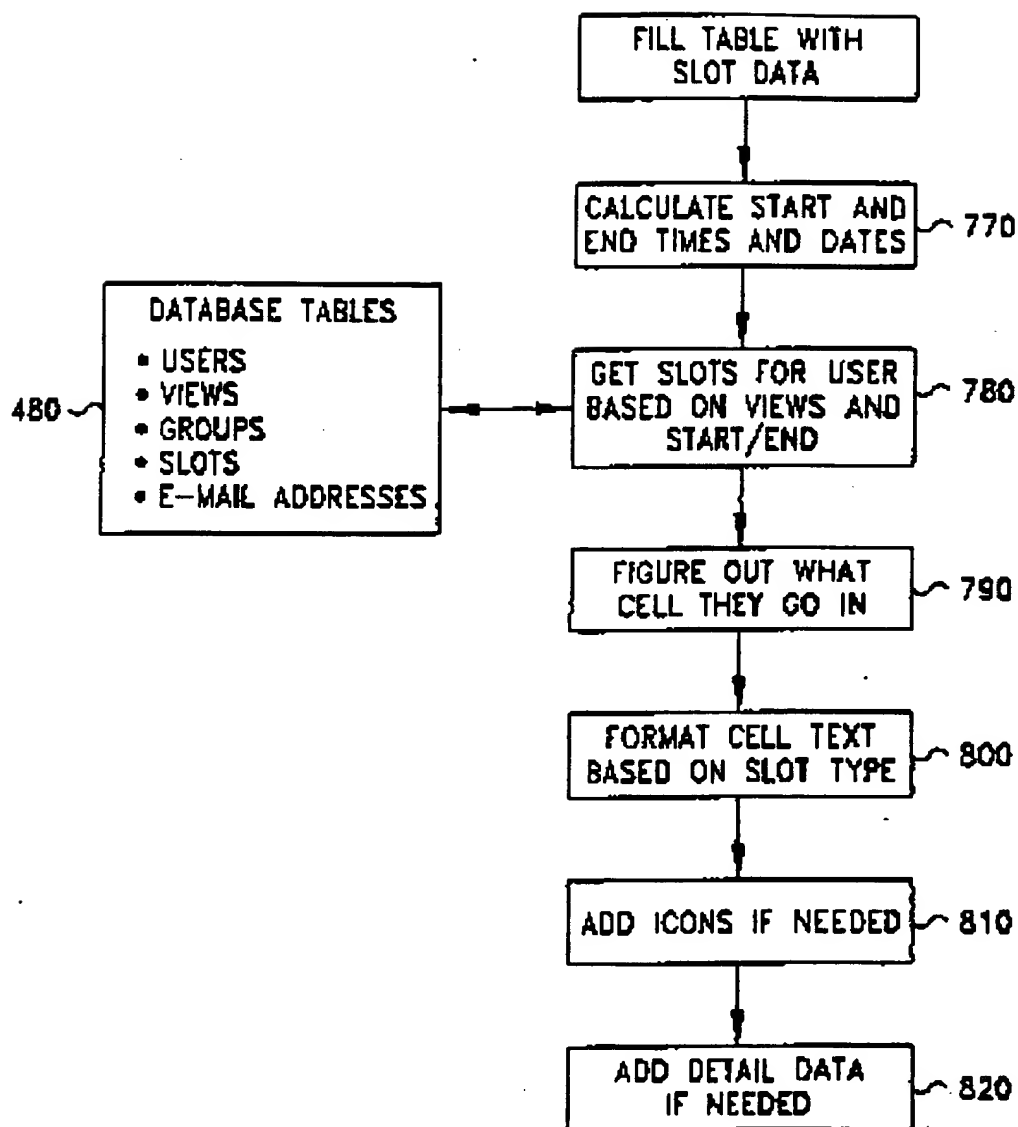 FILL TABLE WITH
SLOT DATA
CALCULATE START AND
END TIMES AND DATES
770
DATABASE TABLES
• USERS
• VIEWS
• GROUPS
• SLOTS
• E-MAIL ADDRESSES
480
GET SLOTS FOR USER
BASED ON VIEWS AND
START/END
780
FIGURE OUT WHAT
CELL THEY GO IN
790
FORMAT CELL TEXT
BASED ON SLOT TYPE
800
ADD ICONS IF NEEDED
810
ADD DETAIL DATA
IF NEEDED
820